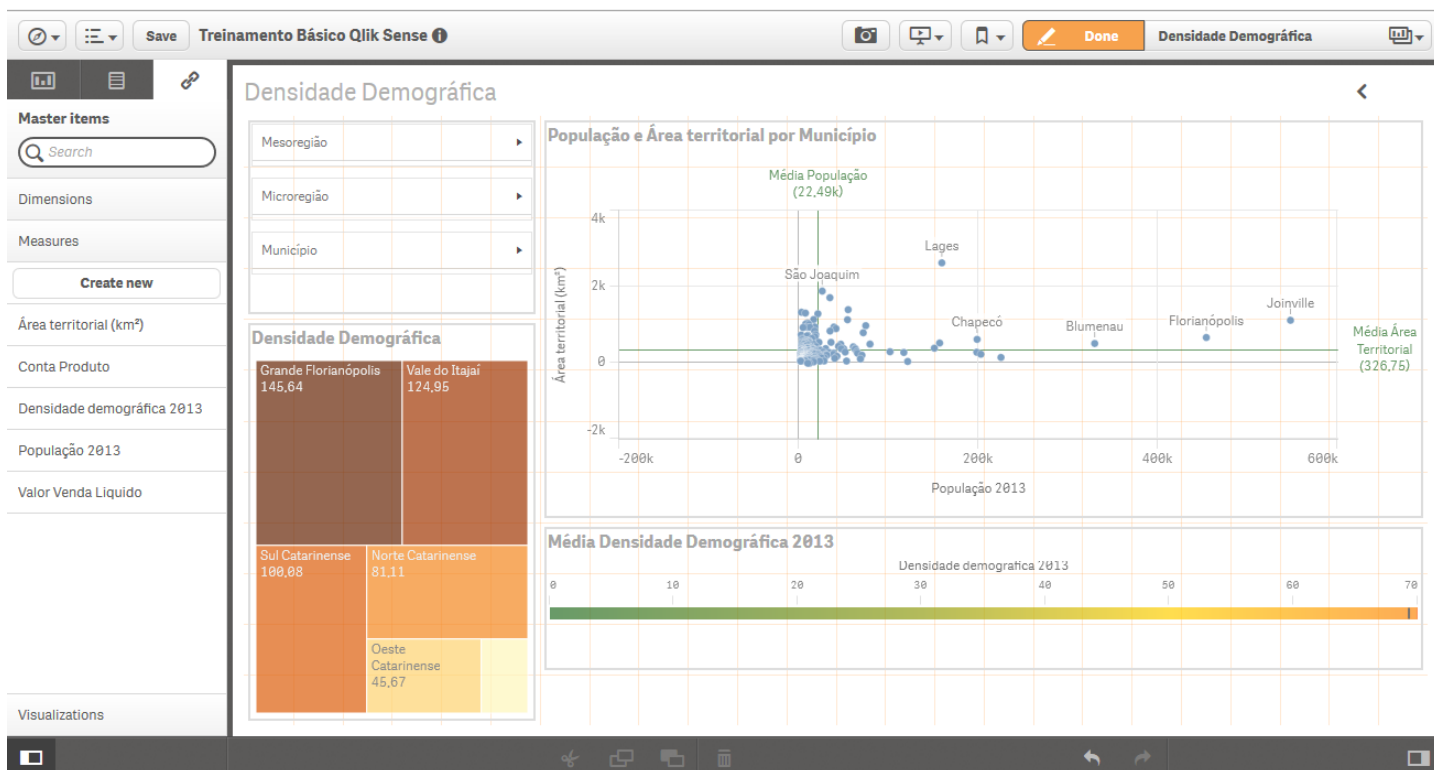 Save
Treinamento Básico Qlik Sense
Done
Densidade Demográfica
Master items
Search
Dimensions
Measures
Create new
Área territorial (km²)
Conta Produto
Densidade demográfica 2013
População 2013
Valor Venda Liquido
Visualizations
Densidade Demográfica
Mesoregião
Microregião
Município
Densidade Demográfica
Grande Florianópolis
145,64
Vale do Itajaí
124,95
Sul Catarinense
100,08
Norte Catarinense
81,11
Oeste
Catarinense
45,67
População e Área territorial por Município
Média População
(22,49k)
4k
2k
0
-2k
Área territorial (km²)
Lages
São Joaquim
Chapecó
Blumenau
Florianópolis
Joinville
Média Área
Territorial
(326,75)
-200k
0
200k
400k
600k
População 2013
Média Densidade Demográfica 2013
Densidade demográfica 2013
0
10
20
30
40
50
60
70